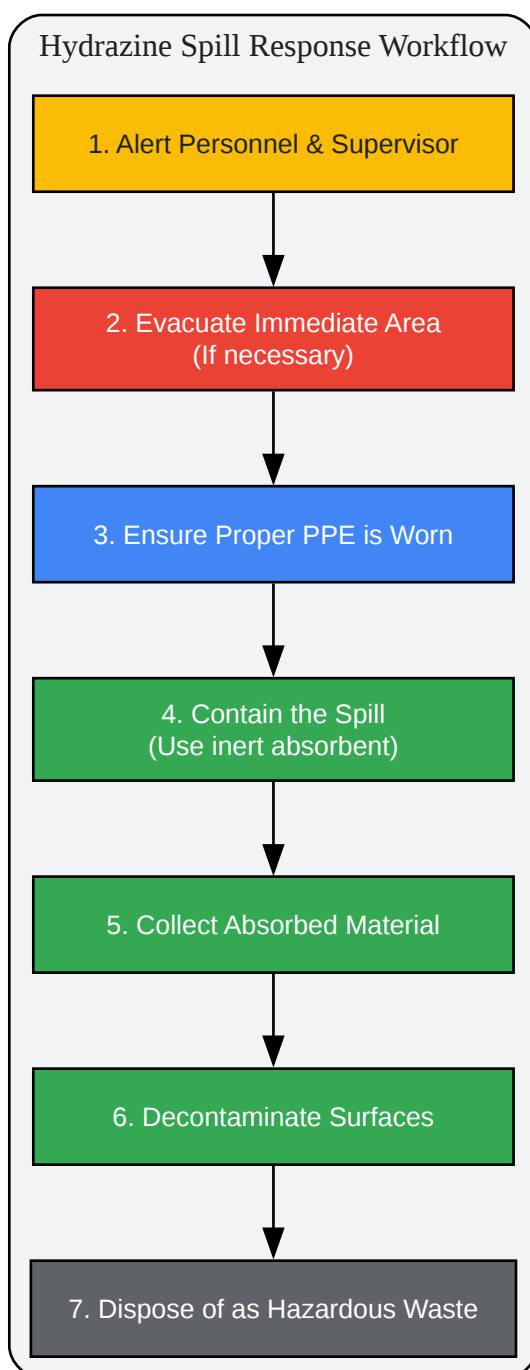 Hydrazine Spill Response Workflow
1. Alert Personnel & Supervisor
2. Evacuate Immediate Area
(If necessary)
3. Ensure Proper PPE is Worn
4. Contain the Spill
(Use inert absorbent)
5. Collect Absorbed Material
6. Decontaminate Surfaces
7. Dispose of as Hazardous Waste